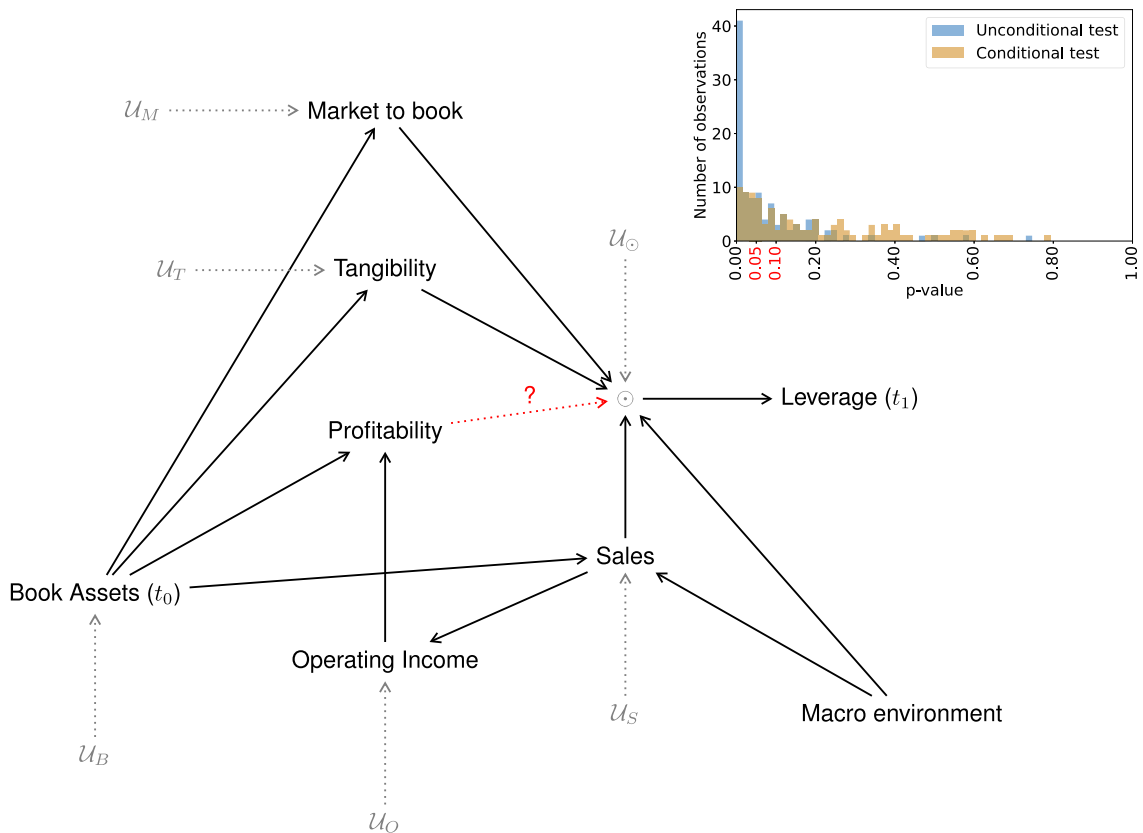 Unconditional test
Conditional test
Number of observations
40
30
20
10
0
0.00
0.05
0.10
0.20
0.40
0.60
0.80
1.00
p-value
𝒰_M
Market to book
𝒰_⊙
𝒰_T
Tangibility
?
⊙
Leverage (t₁)
Profitability
Sales
Book Assets (t₀)
Operating Income
𝒰_S
Macro environment
𝒰_B
𝒰_O